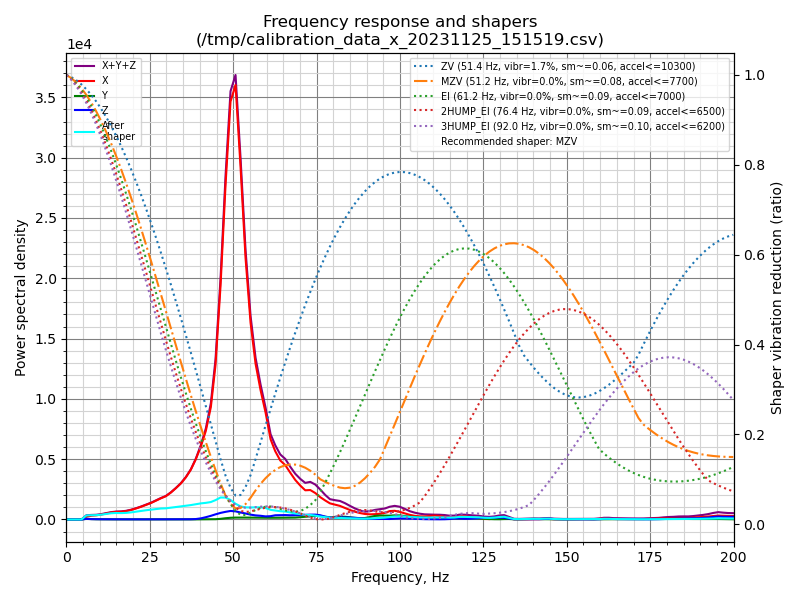 Frequency response and shapers
(/tmp/calibration_data_x_20231125_151519.csv)
1e4
X+Y+Z
X
Y
Z
After
shaper
ZV (51.4 Hz, vibr=1.7%, sm~=0.06, accel<=10300)
MZV (51.2 Hz, vibr=0.0%, sm~=0.08, accel<=7700)
EI (61.2 Hz, vibr=0.0%, sm~=0.09, accel<=7000)
2HUMP_EI (76.4 Hz, vibr=0.0%, sm~=0.09, accel<=6500)
3HUMP_EI (92.0 Hz, vibr=0.0%, sm~=0.10, accel<=6200)
Recommended shaper: MZV
3.5
3.0
2.5
2.0
1.5
1.0
0.5
0.0
Power spectral density
1.0
0.8
0.6
0.4
0.2
0.0
Shaper vibration reduction (ratio)
0 25 50 75 100 125 150 175 200
Frequency, Hz